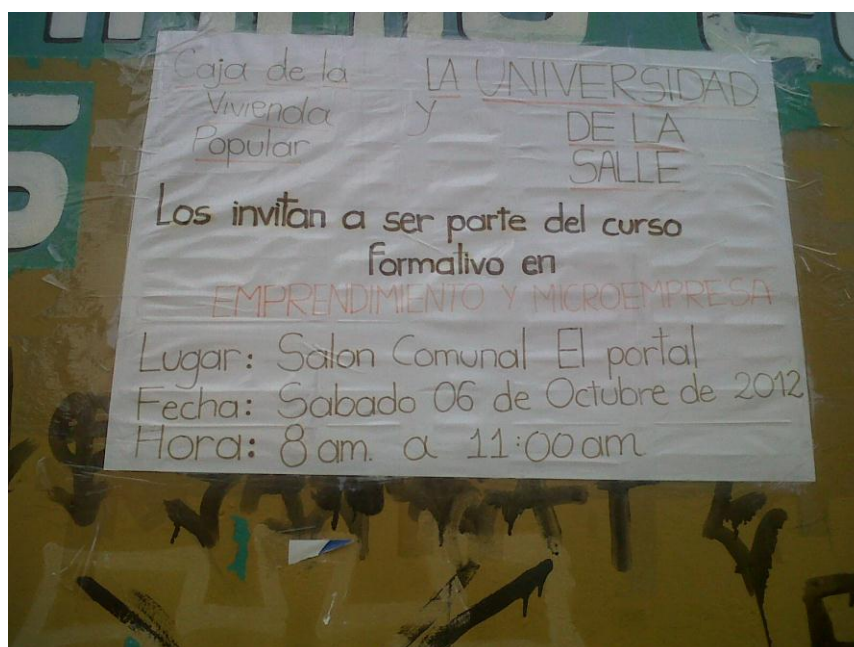 Caja de la LA UNIVERSIDAD
Vivienda y DE LA
Popular SALLE
Los invitan a ser parte del curso
formativo en
EMPRENDIMIENTO Y MICROEMPRESA
Lugar: Salon Comunal El portal
Fecha: Sabado 06 de Octubre de 2012
Hora: 8 am. a 11:00 am